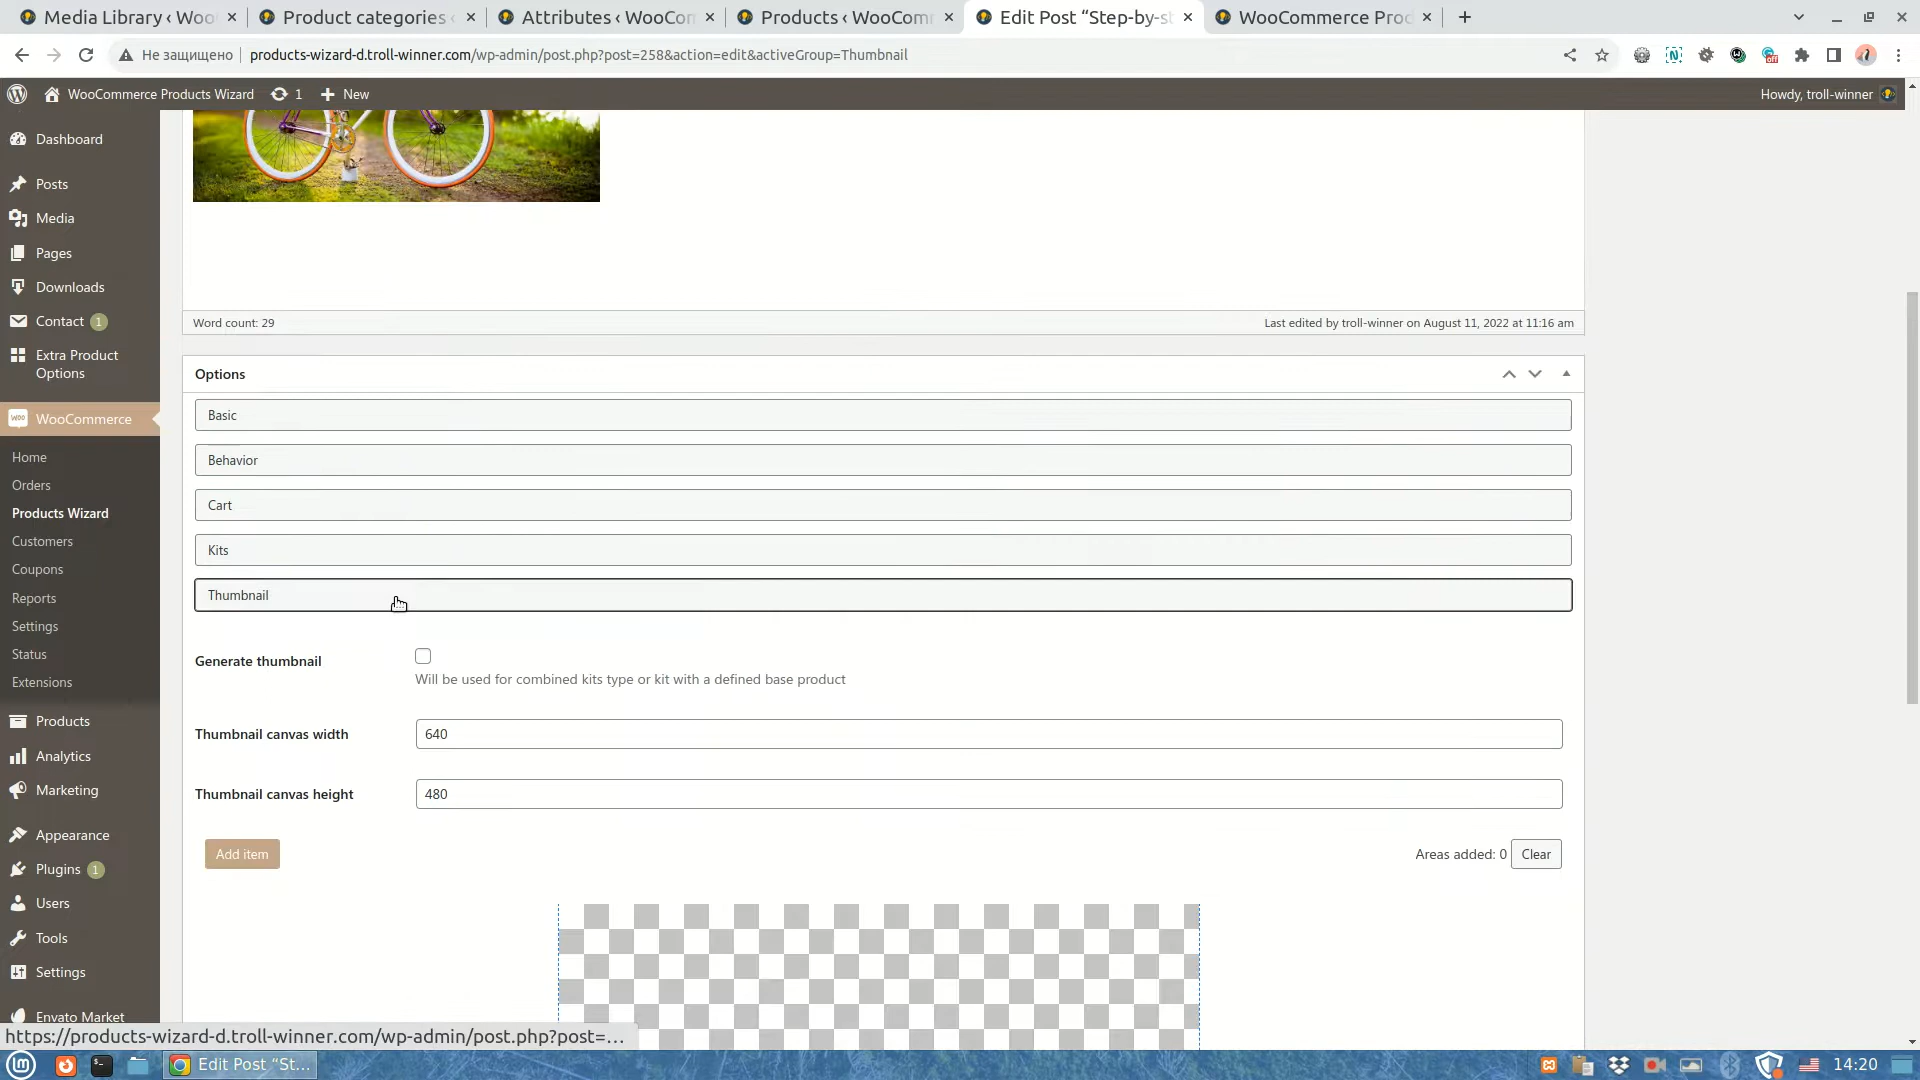 Media Library ‹ Woo
Product categories ‹
Attributes ‹ WooCon
Products ‹ WooComm
Edit Post “Step-by-st
WooCommerce Proc
Не защищено
products-wizard-d.troll-winner.com/wp-admin/post.php?post=258&action=edit&activeGroup=Thumbnail
WooCommerce Products Wizard
1
New
Howdy, troll-winner
Dashboard
Posts
Media
Pages
Downloads
Contact 1
Extra Product
Options
WooCommerce
Home
Orders
Products Wizard
Customers
Coupons
Reports
Settings
Status
Extensions
Products
Analytics
Marketing
Appearance
Plugins 1
Users
Tools
Settings
Envato Market
Word count: 29
Last edited by troll-winner on August 11, 2022 at 11:16 am
Options
Basic
Behavior
Cart
Kits
Thumbnail
Generate thumbnail
Will be used for combined kits type or kit with a defined base product
Thumbnail canvas width
640
Thumbnail canvas height
480
Add item
Areas added: 0
Clear
https://products-wizard-d.troll-winner.com/wp-admin/post.php?post=...
Edit Post “St...
14:20